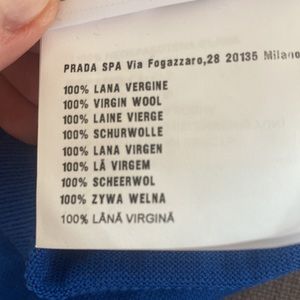 PRADA SPA Via Fogazzaro,28 20135 Milano
100% LANA VERGINE
100% VIRGIN WOOL
100% LAINE VIERGE
100% SCHURWOLLE
100% LANA VIRGEN
100% LÃ VIRGEM
100% SCHEERWOL
100% ZYWA WELNA
100% LÂNĂ VIRGINĂ